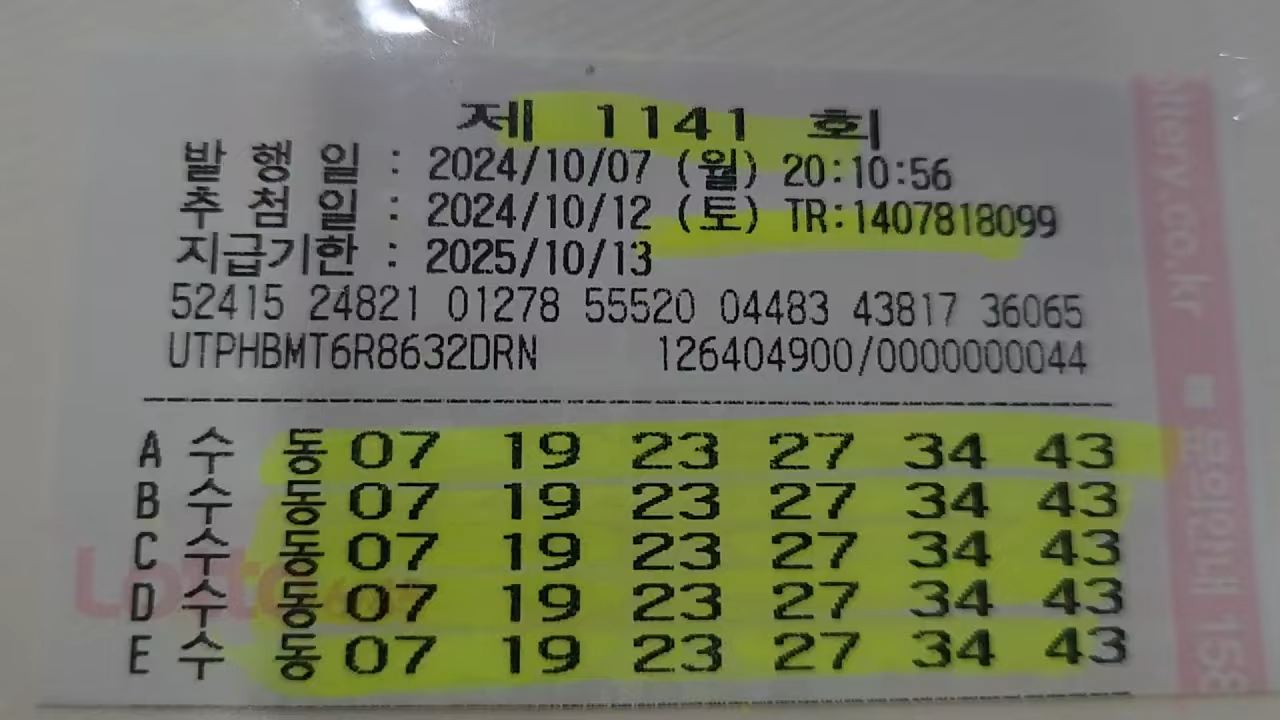 제 1141 회
발 행 일 : 2024/10/07 (월) 20:10:56
추 첨 일 : 2024/10/12 (토) TR:1407818099
지급기한 : 2025/10/13
52415 24821 01278 55520 04483 43817 36065
UTPHBMT6R8632DRN 126404900/0000000044
A 수 동 07 19 23 27 34 43
B 수 동 07 19 23 27 34 43
C 수 동 07 19 23 27 34 43
D 수 동 07 19 23 27 34 43
E 수 동 07 19 23 27 34 43
Lotto
ottery.co.kr